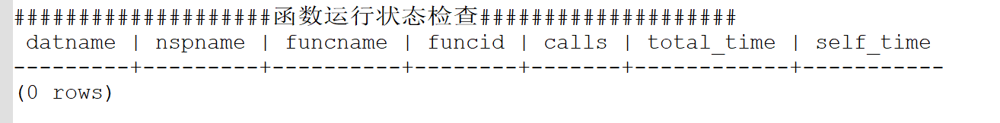 ####################函数运行状态检查####################
 datname | nspname | funcname | funcid | calls | total_time | self_time
---------+---------+----------+--------+-------+------------+-----------
(0 rows)